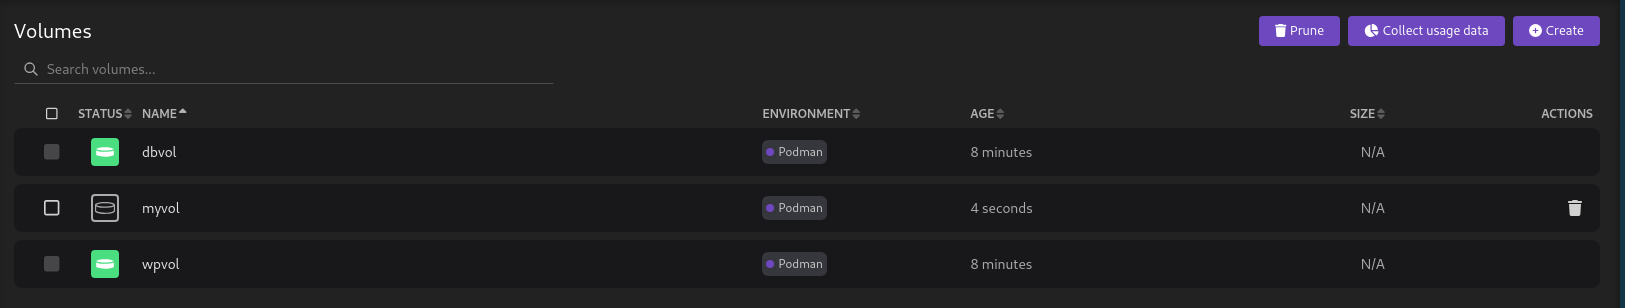 Volumes
Prune
Collect usage data
Create
Search volumes...
STATUS NAME ENVIRONMENT AGE SIZE ACTIONS
dbvol Podman 8 minutes N/A
myvol Podman 4 seconds N/A
wpvol Podman 8 minutes N/A